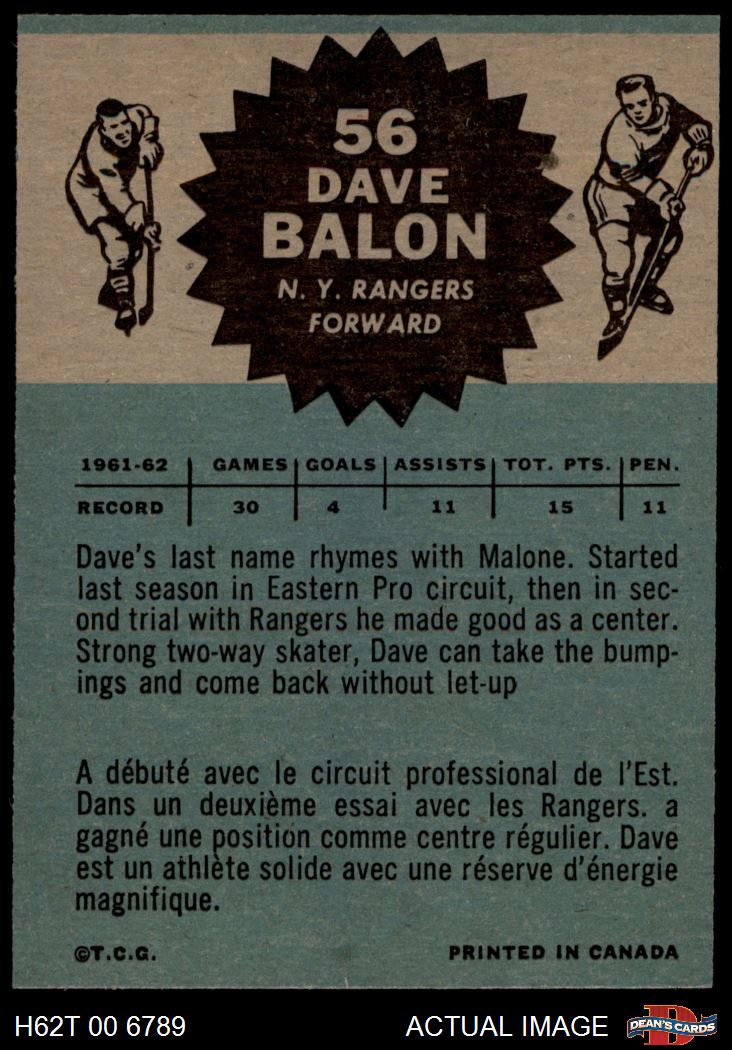 56
DAVE
BALON
N. Y. RANGERS
FORWARD
1961-62 GAMES GOALS ASSISTS TOT. PTS. PEN.
RECORD 30 4 11 15 11
Dave's last name rhymes with Malone. Started
last season in Eastern Pro circuit, then in sec-
ond trial with Rangers he made good as a center.
Strong two-way skater, Dave can take the bump-
ings and come back without let-up
A débuté avec le circuit professional de l'Est.
Dans un deuxième essai avec les Rangers. a
gagné une position comme centre régulier. Dave
est un athlète solide avec une réserve d'énergie
magnifique.
©T.C.G. PRINTED IN CANADA
H62T 00 6789 ACTUAL IMAGE DEAN'S CARDS